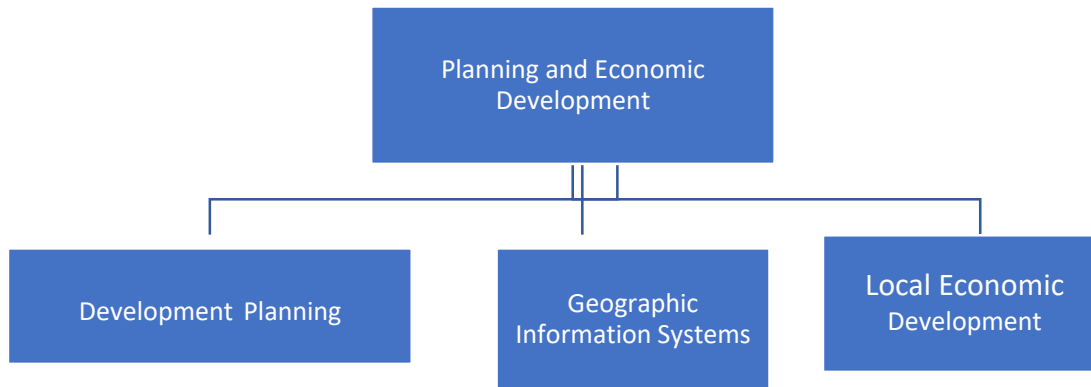 Planning and Economic
Development
Development Planning
Geographic
Information Systems
Local Economic
Development